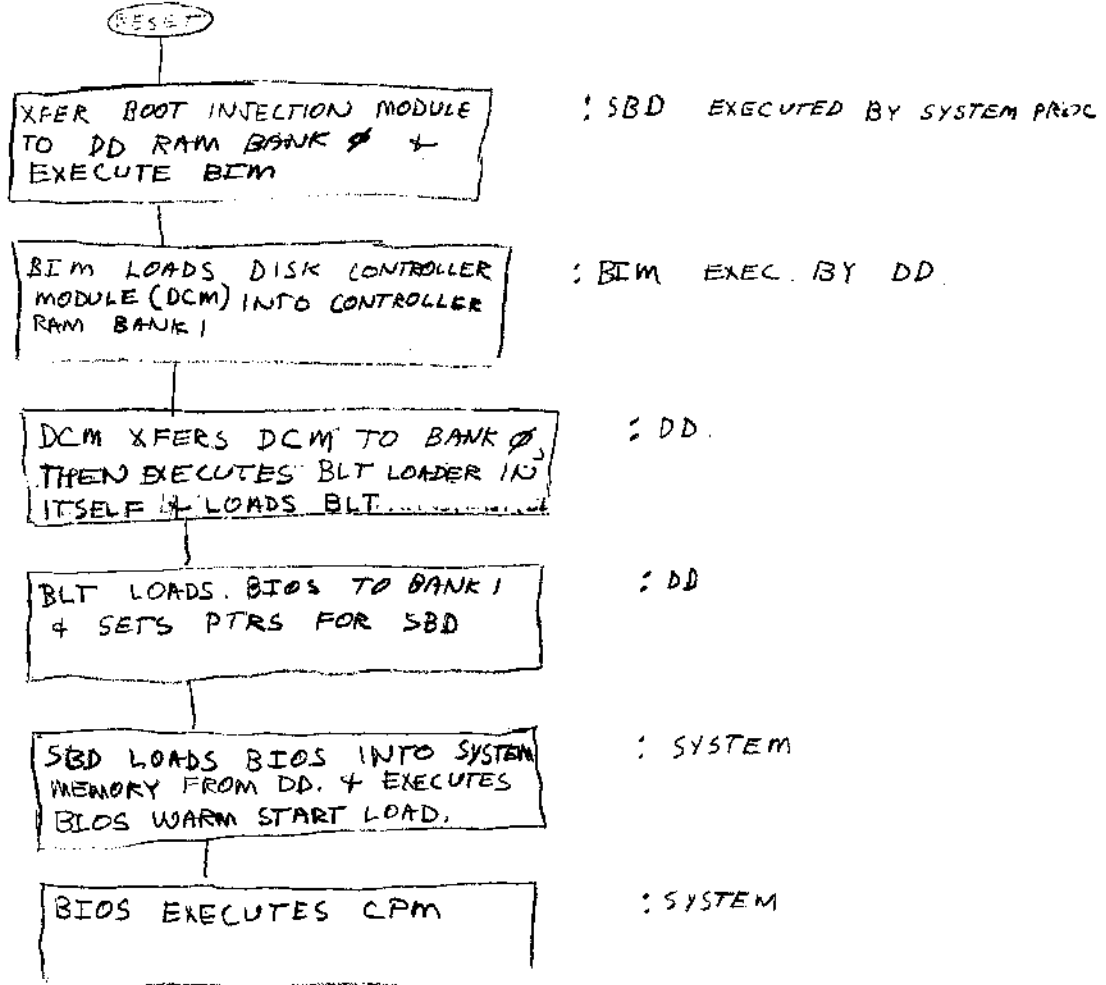 RESET
XFER BOOT INJECTION MODULE
TO DD RAM BANK Ø &
EXECUTE BIM
: SBD EXECUTED BY SYSTEM PROC
BIM LOADS DISK CONTROLLER
MODULE (DCM) INTO CONTROLLER
RAM BANK 1
: BIM EXEC. BY DD.
DCM XFERS DCM TO BANK Ø,
THEN EXECUTES BLT LOADER IN
ITSELF & LOADS BLT
: DD.
BLT LOADS BIOS TO BANK 1
& SETS PTRS FOR SBD
: DD
SBD LOADS BIOS INTO SYSTEM
MEMORY FROM DD. & EXECUTES
BIOS WARM START LOAD.
: SYSTEM
BIOS EXECUTES CPM
: SYSTEM